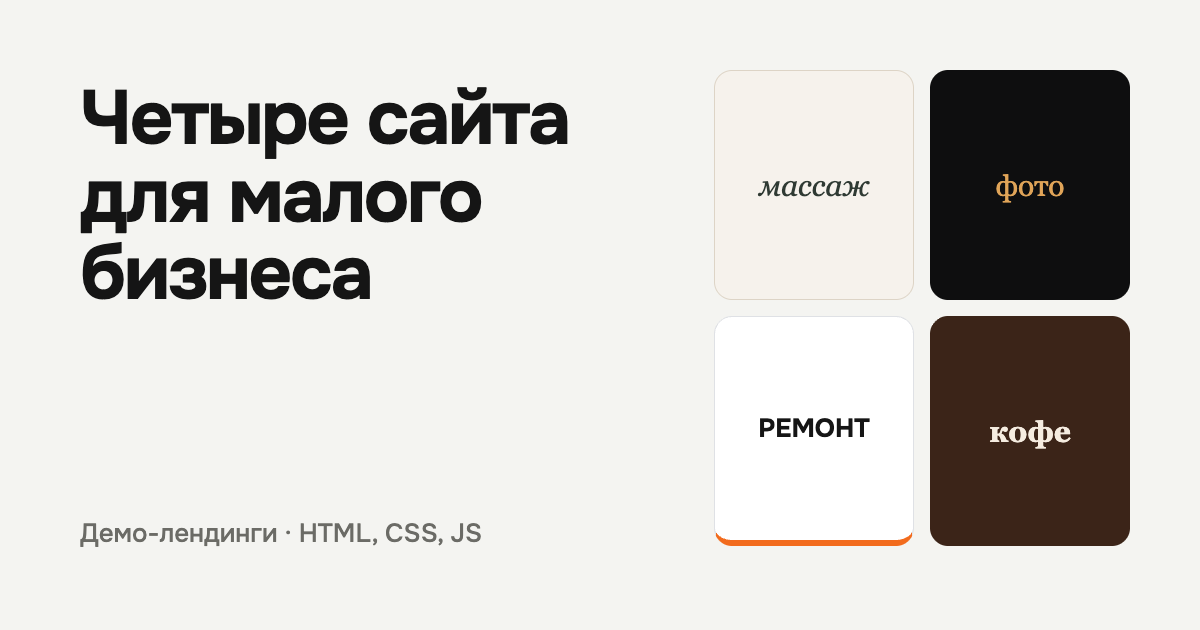 Четыре сайта
для малого
бизнеса
массаж
фото
РЕМОНТ
кофе
Демо-лендинги · HTML, CSS, JS